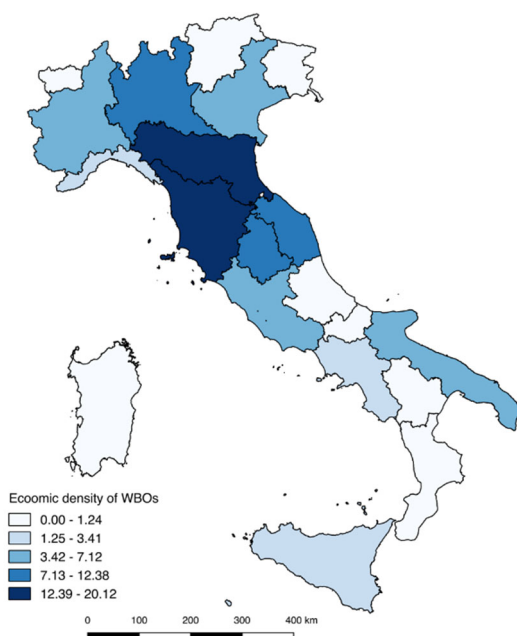 Ecoomic density of WBOs
0.00 - 1.24
1.25 - 3.41
3.42 - 7.12
7.13 - 12.38
12.39 - 20.12
0 100 200 300 400 km